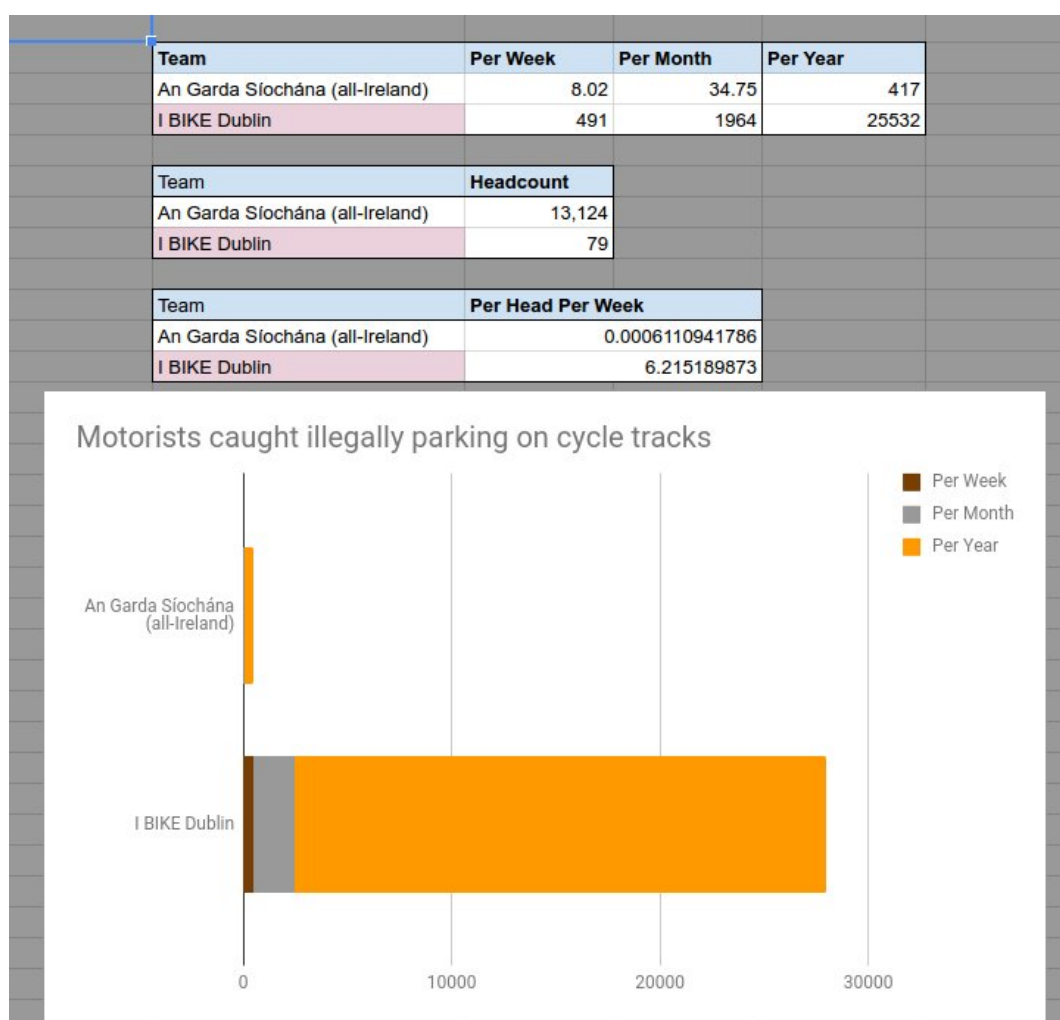 Team Per Week Per Month Per Year
An Garda Síochána (all-Ireland) 8.02 34.75 417
I BIKE Dublin 491 1964 25532
Team Headcount
An Garda Síochána (all-Ireland) 13,124
I BIKE Dublin 79
Team Per Head Per Week
An Garda Síochána (all-Ireland) 0.0006110941786
I BIKE Dublin 6.215189873
Motorists caught illegally parking on cycle tracks
Per Week
Per Month
Per Year
An Garda Síochána
(all-Ireland)
I BIKE Dublin
0 10000 20000 30000